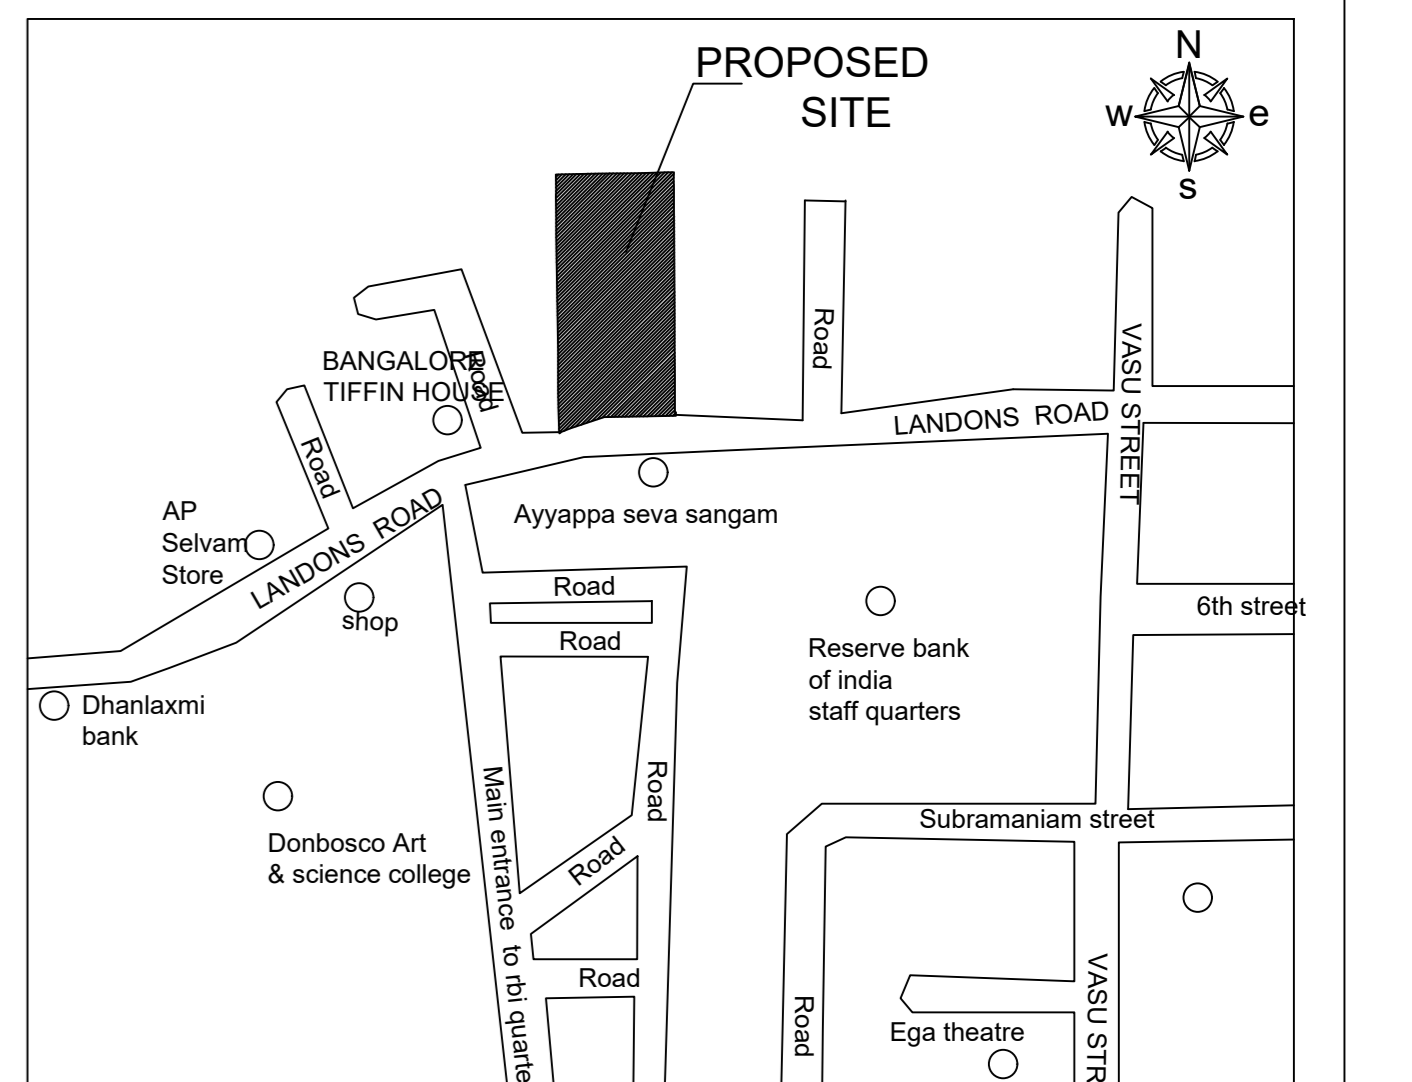 N
PROPOSED
SITE
w
e
s
Road
BANGALORE
TIFFIN HOUSE
Road
VASU STREET
LANDONS ROAD
Road
AP
Selvam
Store
LANDONS ROAD
Ayyappa seva sangam
shop
Road
6th street
Road
Reserve bank
of india
staff quarters
Dhanlaxmi
bank
Road
Subramaniam street
Donbosco Art
& science college
Road
Main entrance to rbi quarte
Road
VASU STR
Road
Ega theatre